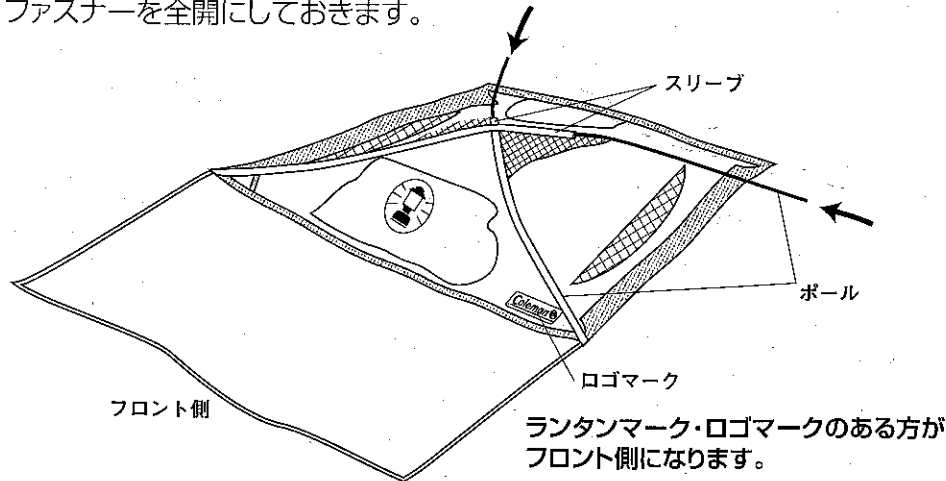 ファスナーを全開にしておきます。
スリーブ
ポール
Coleman
ロゴマーク
フロント側
ランタンマーク・ロゴマークのある方が
フロント側になります。